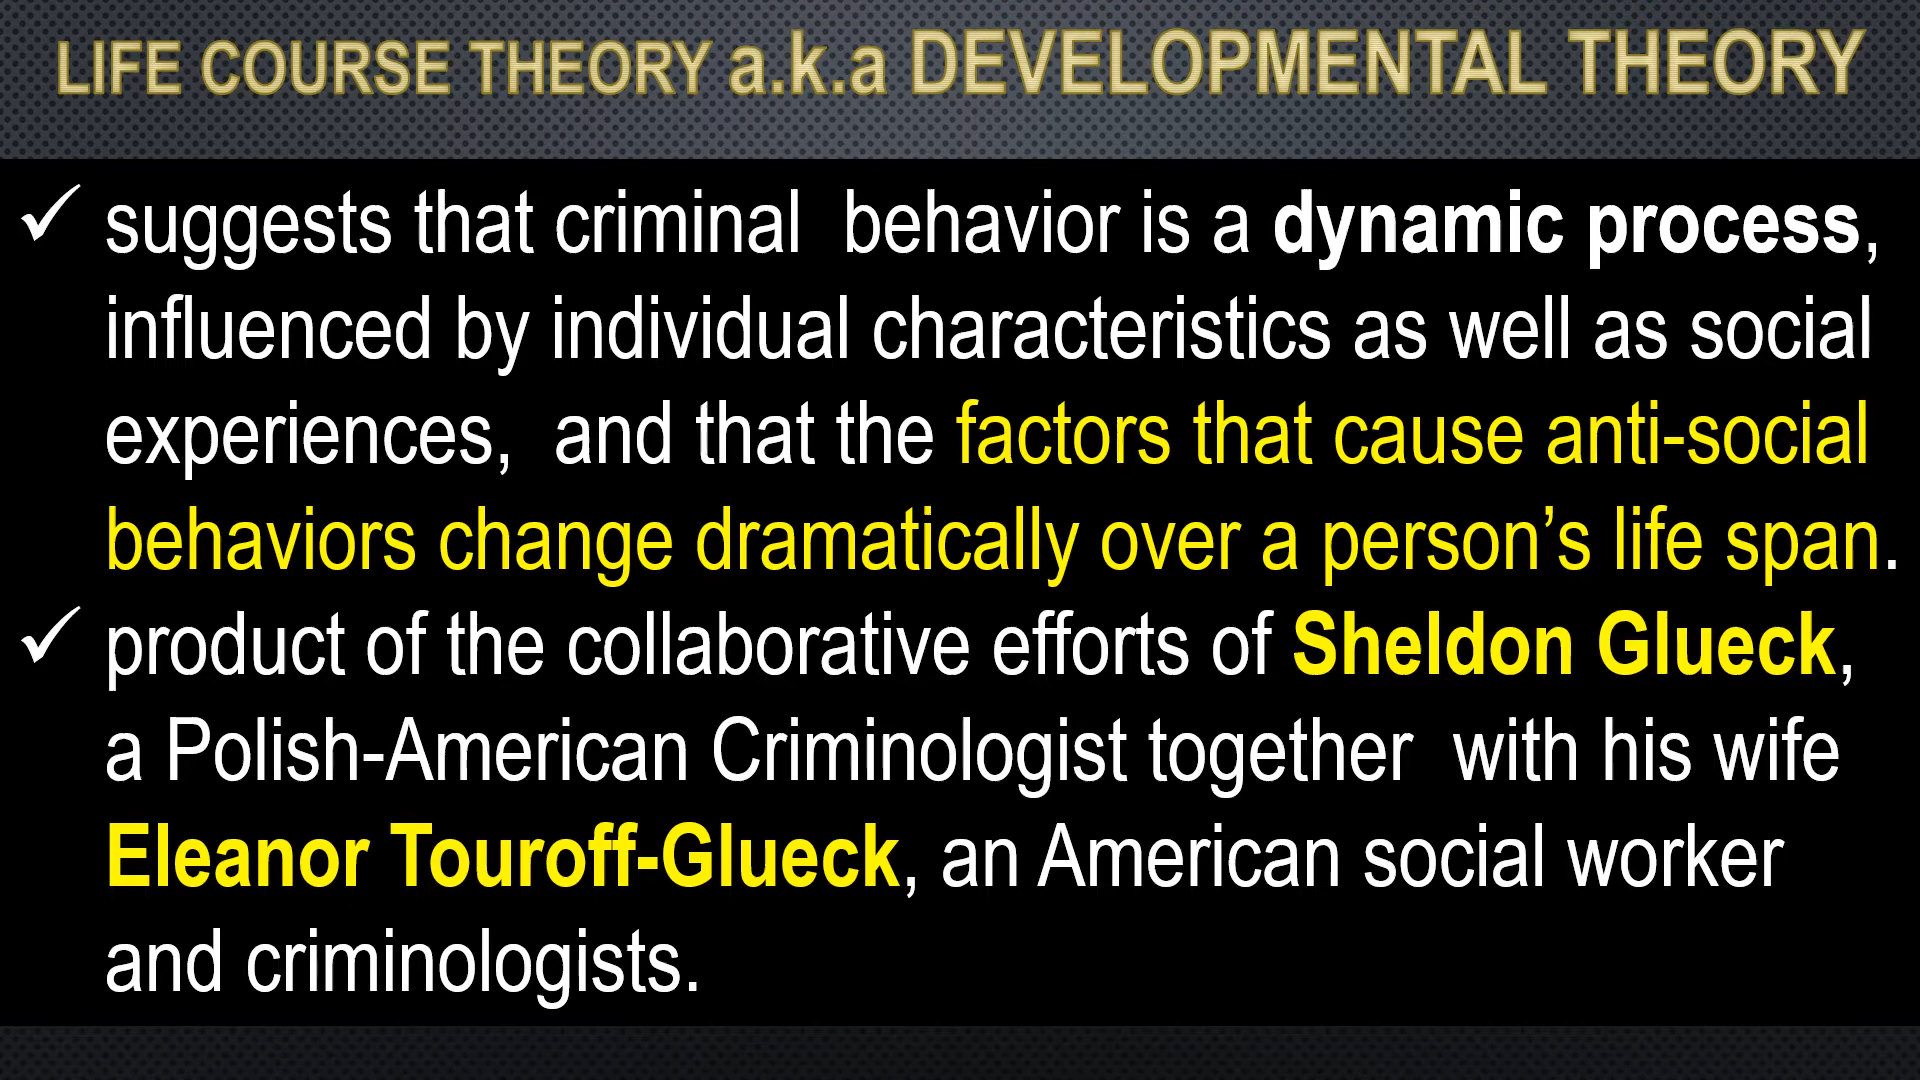 LIFE COURSE THEORY a.k.a DEVELOPMENTAL THEORY
✓ suggests that criminal  behavior is a dynamic process,
influenced by individual characteristics as well as social
experiences,  and that the factors that cause anti-social
behaviors change dramatically over a person’s life span.
✓ product of the collaborative efforts of Sheldon Glueck,
a Polish-American Criminologist together  with his wife
Eleanor Touroff-Glueck, an American social worker
and criminologists.